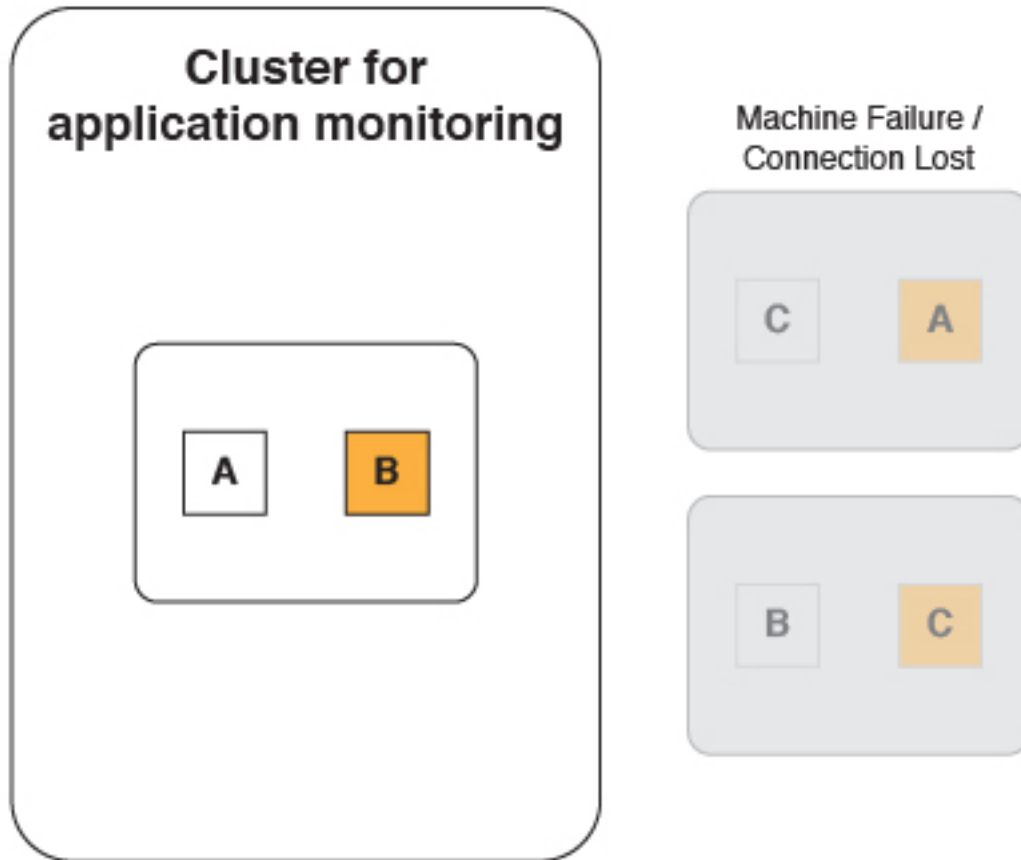 Cluster for
application monitoring
Machine Failure /
Connection Lost
C A
A B
B C